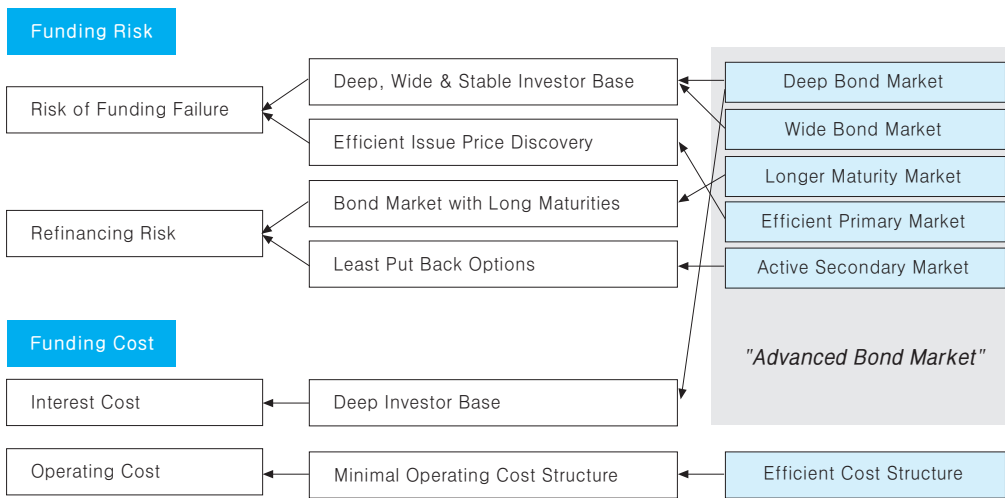 Funding Risk
Risk of Funding Failure
Refinancing Risk
Deep, Wide & Stable Investor Base
Efficient Issue Price Discovery
Bond Market with Long Maturities
Least Put Back Options
Deep Bond Market
Wide Bond Market
Longer Maturity Market
Efficient Primary Market
Active Secondary Market
"Advanced Bond Market"
Funding Cost
Interest Cost
Deep Investor Base
Operating Cost
Minimal Operating Cost Structure
Efficient Cost Structure